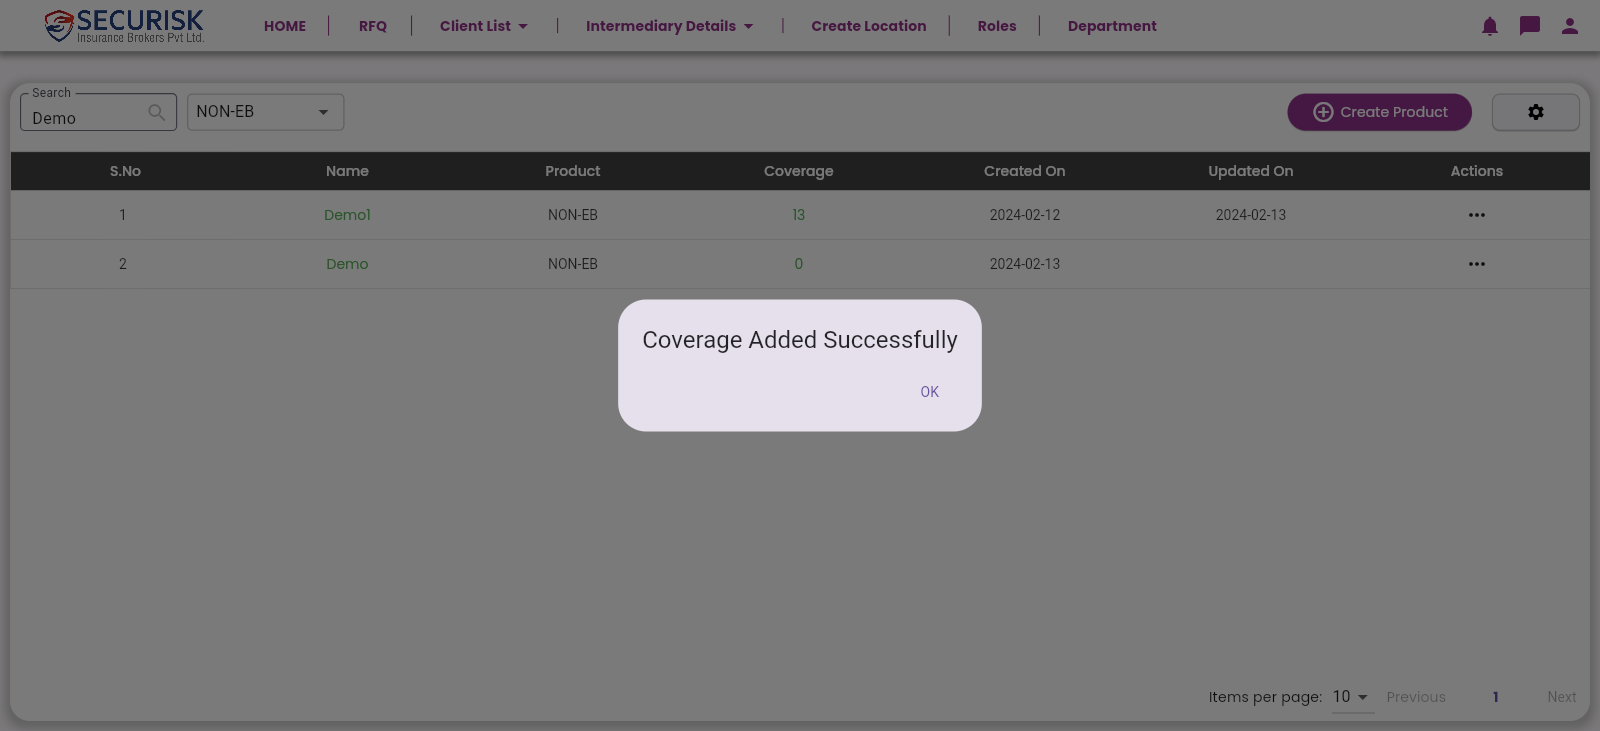 SECURISK
Insurance Brokers Pvt Ltd.
HOME
RFQ
Client List
Intermediary Details
Create Location
Roles
Department
Search
Demo
NON-EB
Create Product
S.No Name Product Coverage Created On Updated On Actions
1 Demo1 NON-EB 13 2024-02-12 2024-02-13
2 Demo NON-EB 0 2024-02-13
Coverage Added Successfully
OK
Items per page: 10 Previous 1 Next